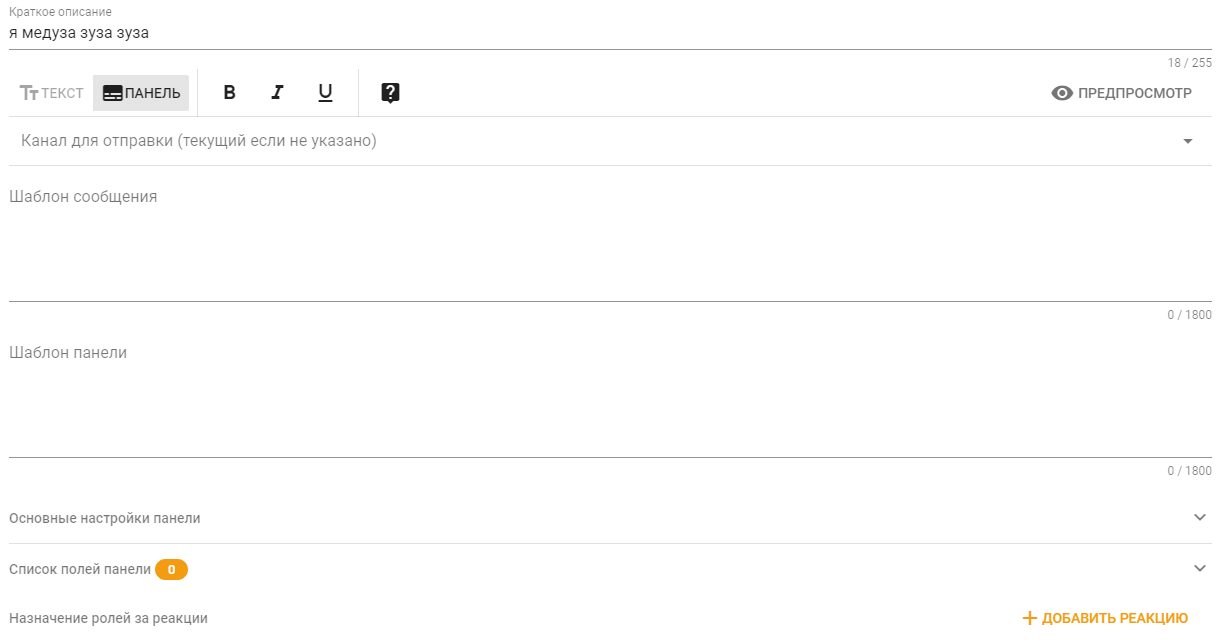 Краткое описание
я медуза зуза зуза
18 / 255
ТЕКСТ ПАНЕЛЬ B I U ? ПРЕДПРОСМОТР
Канал для отправки (текущий если не указано)
Шаблон сообщения
0 / 1800
Шаблон панели
0 / 1800
Основные настройки панели
Список полей панели 0
Назначение ролей за реакции + ДОБАВИТЬ РЕАКЦИЮ